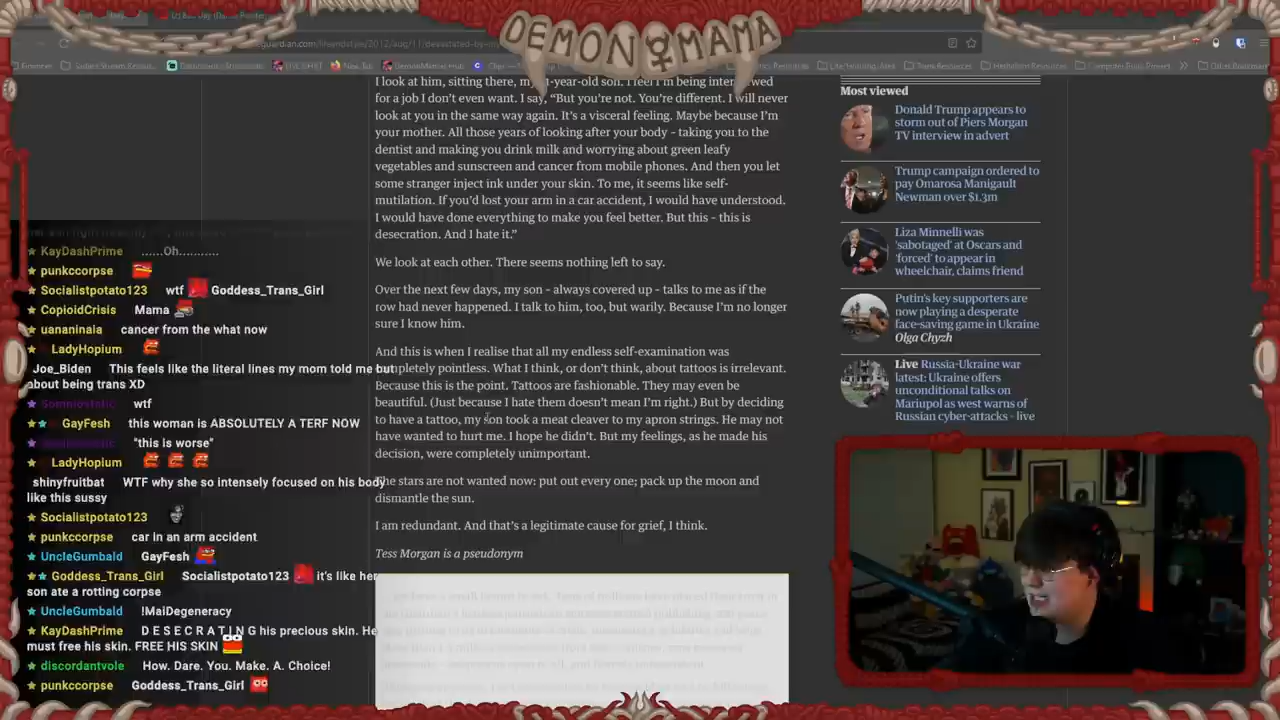 DEMON MAMA
I look at him, sitting there, my
-year-old son. I feel I'm being
for a job I don't even want. I say, “But you're not. You're different. I will never
look at you in the same way again. It's a visceral feeling. Maybe because I'm
your mother. All those years of looking after your body – taking you to the
dentist and making you drink milk and worrying about green leafy
vegetables and sunscreen and cancer from mobile phones. And then you let
some stranger inject ink under your skin. To me, it seems like self-
mutilation. If you'd lost your arm in a car accident, I would have understood.
I would have done everything to make you feel better. But this – this is
desecration. And I hate it.”
We look at each other. There seems nothing left to say.
Over the next few days, my son – always covered up – talks to me as if the
row had never happened. I talk to him, too, but warily. Because I'm no longer
sure I know him.
And this is when I realise that all my endless self-examination was
completely pointless. What I think, or don't think, about tattoos is irrelevant.
Because this is the point. Tattoos are fashionable. They may even be
beautiful. (Just because I hate them doesn't mean I'm right.) But by deciding
to have a tattoo, my son took a meat cleaver to my apron strings. He may not
have wanted to hurt me. I hope he didn't. But my feelings, as he made his
decision, were completely unimportant.
The stars are not wanted now: put out every one; pack up the moon and
dismantle the sun.
I am redundant. And that's a legitimate cause for grief, I think.
Tess Morgan is a pseudonym
Most viewed
Donald Trump appears to
storm out of Piers Morgan
TV interview in advert
Trump campaign ordered to
pay Omarosa Manigault
Newman over $1.3m
Liza Minnelli was
'sabotaged' at Oscars and
'forced' to appear in
wheelchair, claims friend
Putin's key supporters are
now playing a desperate
face-saving game in Ukraine
Olga Chyzh
Live Russia-Ukraine war
latest: Ukraine offers
unconditional talks on
Mariupol as west warns of
Russian cyber-attacks – live
KayDashPrime ......Oh...........
punkccorpse
Socialistpotato123 wtf Goddess_Trans_Girl
CopioidCrisis Mama
uananinaia cancer from the what now
LadyHopium
Joe_Biden This feels like the literal lines my mom told me but
about being trans XD
wtf
GayFesh this woman is ABSOLUTELY A TERF NOW
"this is worse"
LadyHopium
shinyfruitbat WTF why she so intensely focused on his body
like this sussy
Socialistpotato123
punkccorpse car in an arm accident
UncleGumbald GayFesh
Goddess_Trans_Girl Socialistpotato123 it's like her
son ate a rotting corpse
UncleGumbald !MaiDegeneracy
KayDashPrime D E S E C R A T I N G his precious skin. He
must free his skin. FREE HIS SKIN
discordantvole How. Dare. You. Make. A. Choice!
punkccorpse Goddess_Trans_Girl